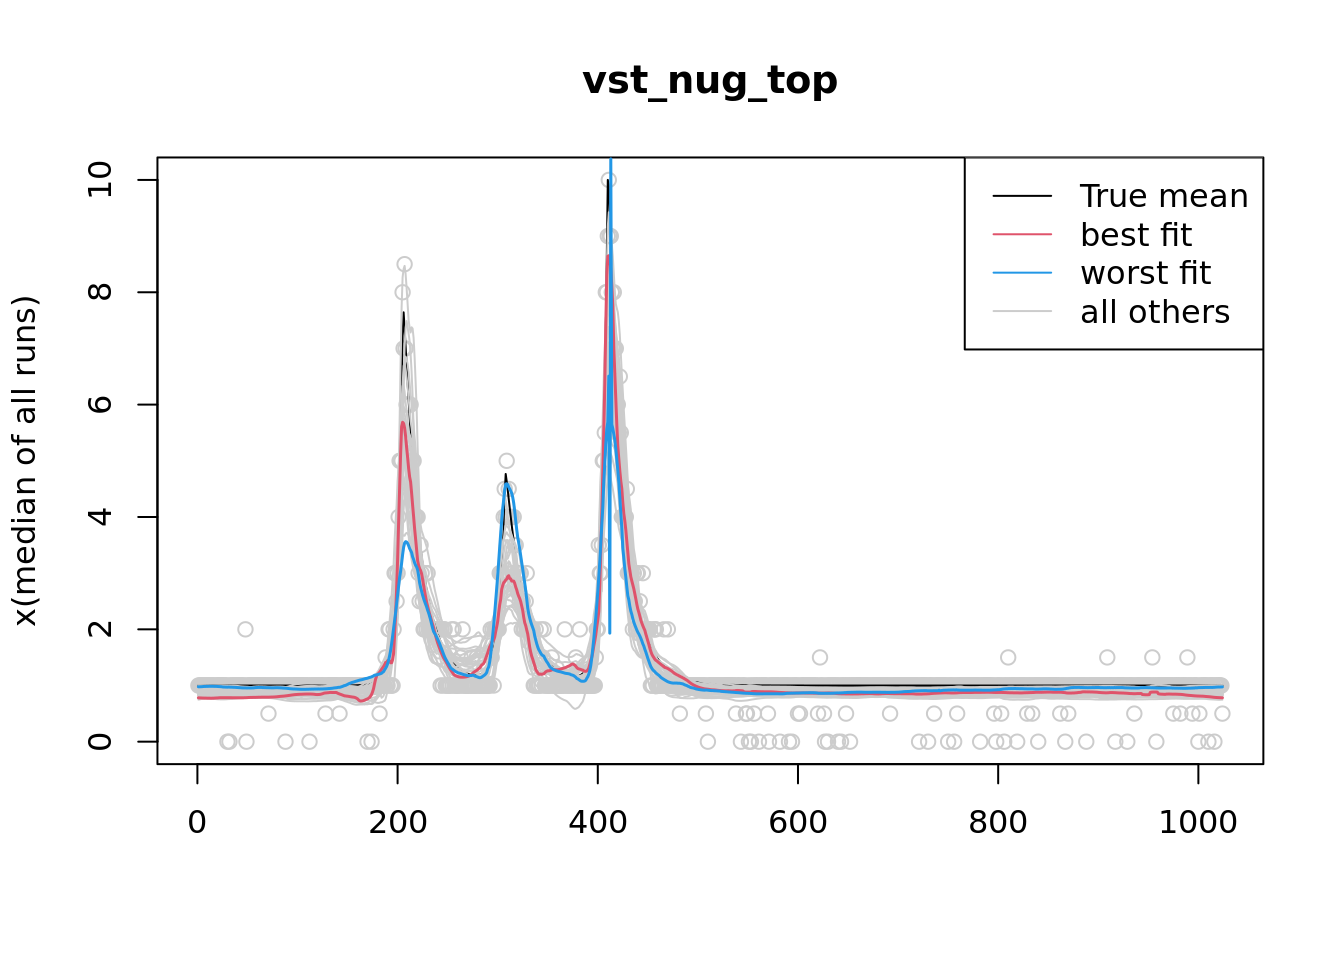 vst_nug_top
x(median of all runs)
10
8
6
4
2
0
True mean
best fit
worst fit
all others
0 200 400 600 800 1000